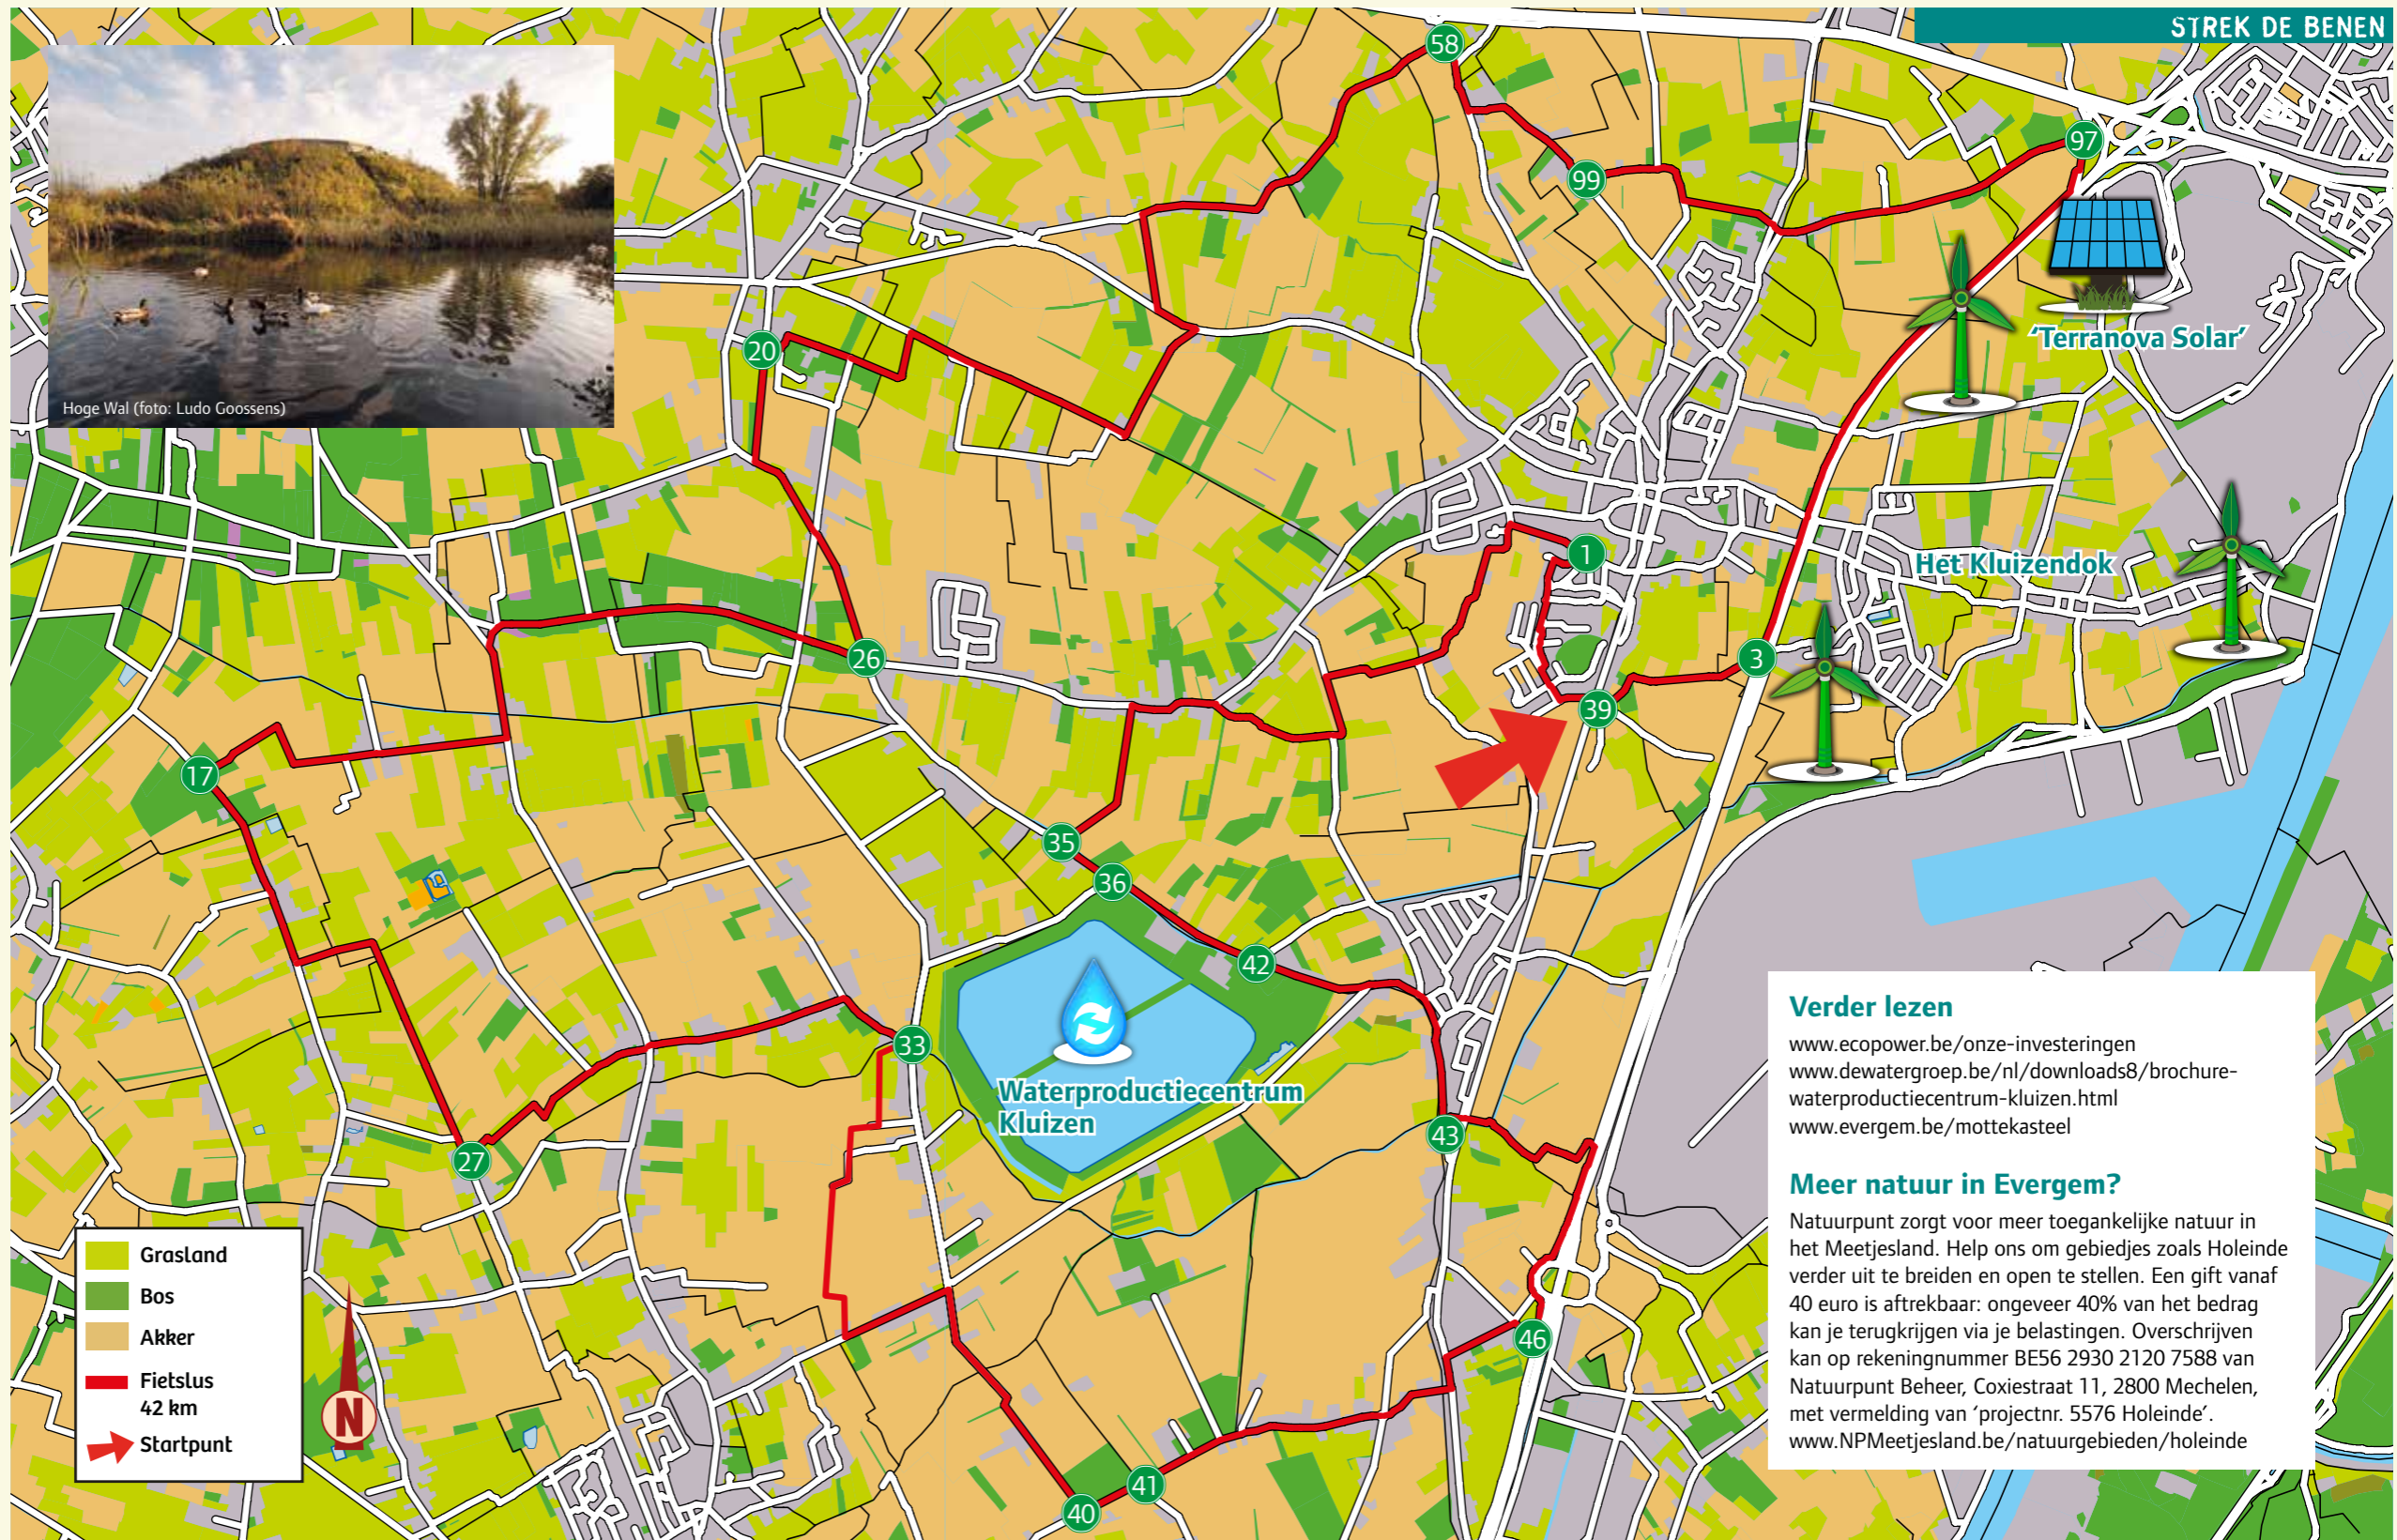 STREK DE BENEN
Hoge Wal (foto: Ludo Goossens)
58
97
99
'Terranova Solar'
20
1
Het Kluizendok
26
3
39
17
35
36
42
33
Waterproductiecentrum
Kluizen
43
27
46
41
40
Grasland
Bos
Akker
Fietslus
42 km
Startpunt
N
Verder lezen
www.ecopower.be/onze-investeringen
www.dewatergroep.be/nl/downloads8/brochure-
waterproductiecentrum-kluizen.html
www.evergem.be/mottekasteel
Meer natuur in Evergem?
Natuurpunt zorgt voor meer toegankelijke natuur in
het Meetjesland. Help ons om gebiedjes zoals Holeinde
verder uit te breiden en open te stellen. Een gift vanaf
40 euro is aftrekbaar: ongeveer 40% van het bedrag
kan je terugkrijgen via je belastingen. Overschrijven
kan op rekeningnummer BE56 2930 2120 7588 van
Natuurpunt Beheer, Coxiestraat 11, 2800 Mechelen,
met vermelding van 'projectnr. 5576 Holeinde'.
www.NPMeetjesland.be/natuurgebieden/holeinde